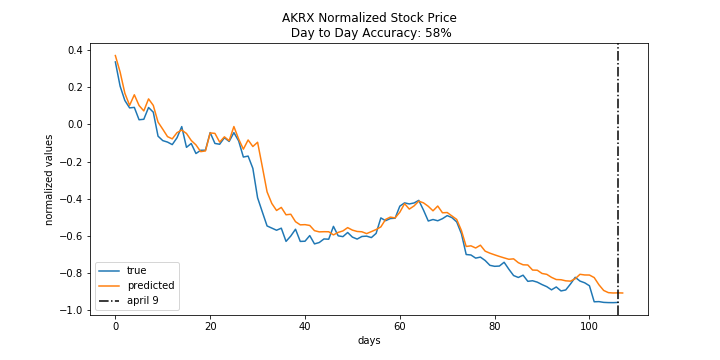 AKRX Normalized Stock Price
Day to Day Accuracy: 58%
normalized values
0.4
0.2
0.0
−0.2
−0.4
−0.6
−0.8
−1.0
true
predicted
april 9
0 20 40 60 80 100
days